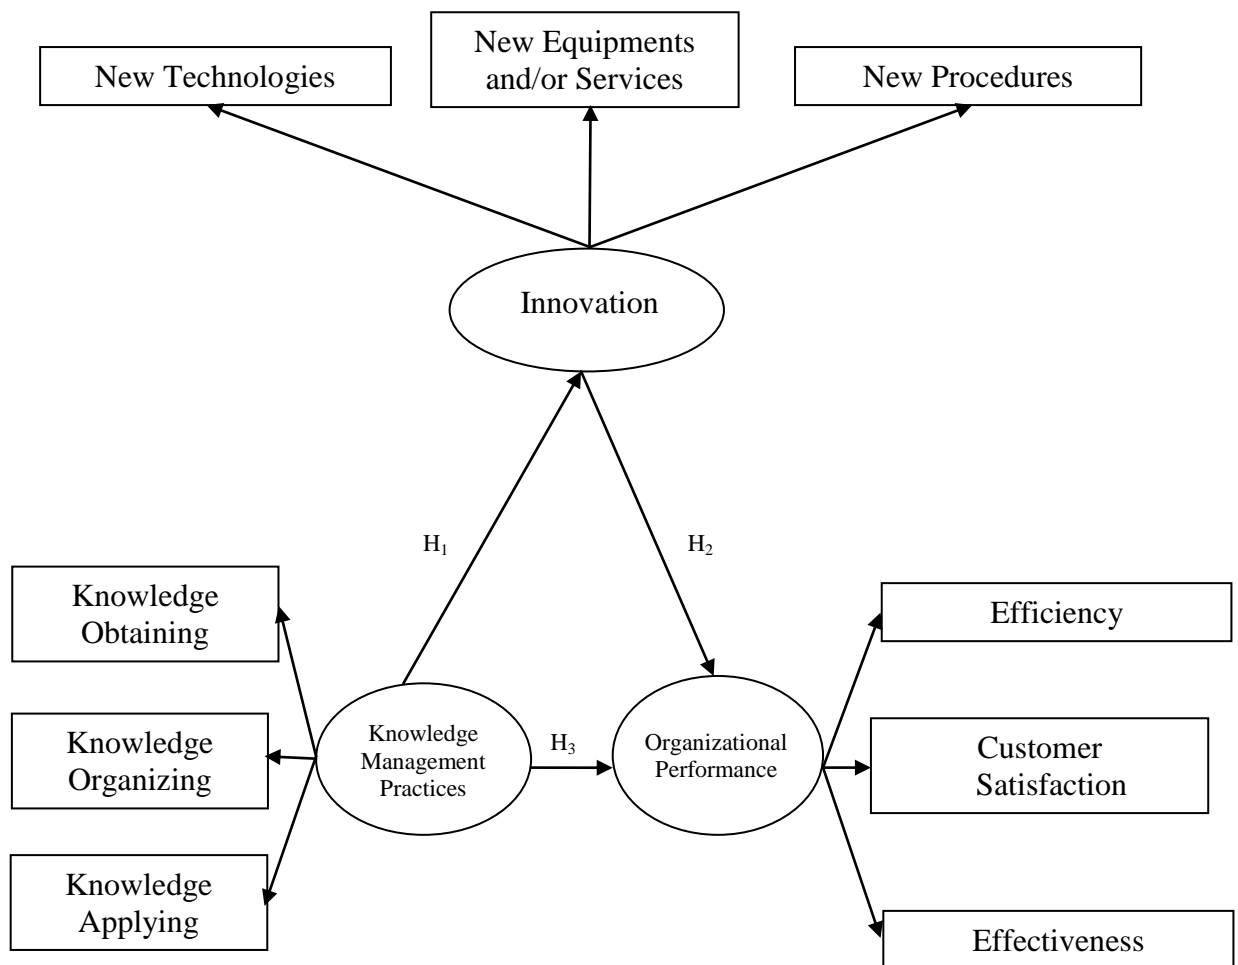 New Technologies
New Equipments
and/or Services
New Procedures
Innovation
H₁
H₂
Knowledge
Obtaining
Efficiency
Knowledge
Organizing
Knowledge
Management
Practices
H₃
Organizational
Performance
Customer
Satisfaction
Knowledge
Applying
Effectiveness